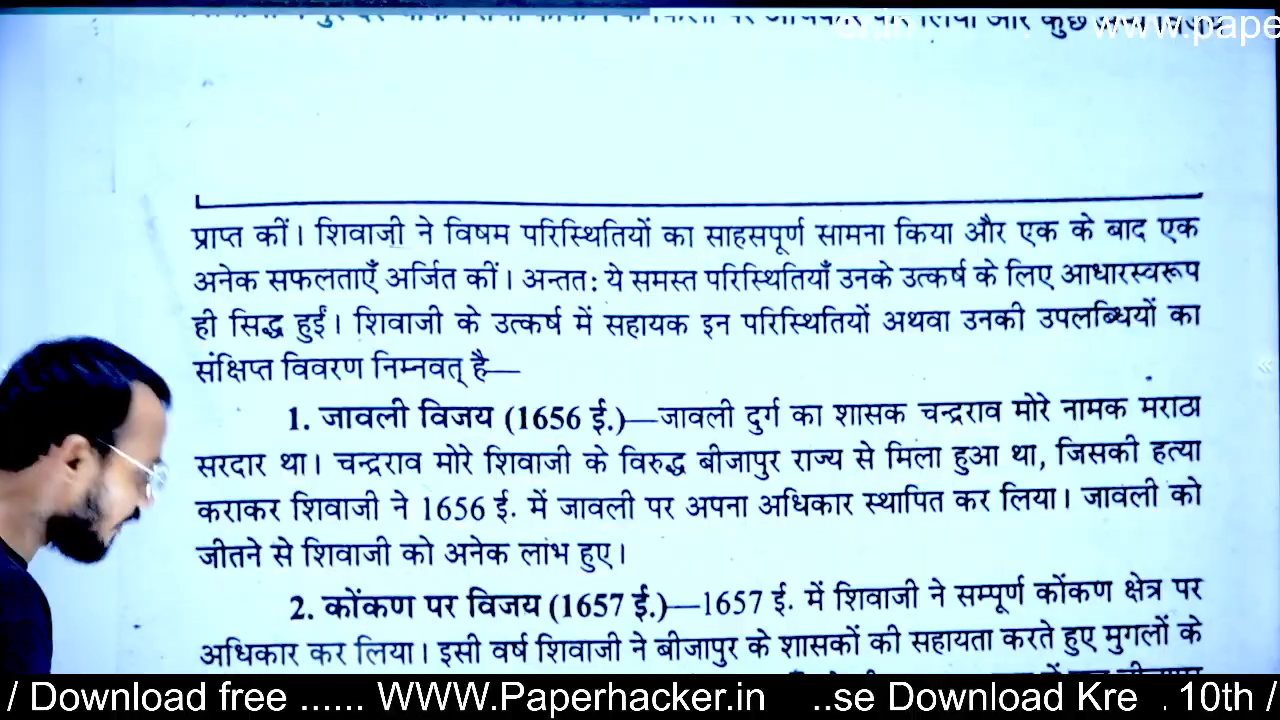 लिया और कुछ
www.pape
प्राप्त कीं। शिवाजी ने विषम परिस्थितियों का साहसपूर्ण सामना किया और एक के बाद एक
अनेक सफलताएँ अर्जित कीं। अन्तत: ये समस्त परिस्थितियाँ उनके उत्कर्ष के लिए आधारस्वरूप
ही सिद्ध हुईं। शिवाजी के उत्कर्ष में सहायक इन परिस्थितियों अथवा उनकी उपलब्धियों का
संक्षिप्त विवरण निम्नवत् है—
1. जावली विजय (1656 ई.)—जावली दुर्ग का शासक चन्द्रराव मोरे नामक मराठा
सरदार था। चन्द्रराव मोरे शिवाजी के विरुद्ध बीजापुर राज्य से मिला हुआ था, जिसकी हत्या
कराकर शिवाजी ने 1656 ई. में जावली पर अपना अधिकार स्थापित कर लिया। जावली को
जीतने से शिवाजी को अनेक लाभ हुए।
2. कोंकण पर विजय (1657 ई.)—1657 ई. में शिवाजी ने सम्पूर्ण कोंकण क्षेत्र पर
अधिकार कर लिया। इसी वर्ष शिवाजी ने बीजापुर के शासकों की सहायता करते हुए मुगलों के
/ Download free ...... WWW.Paperhacker.in ..se Download Kre . 10th /